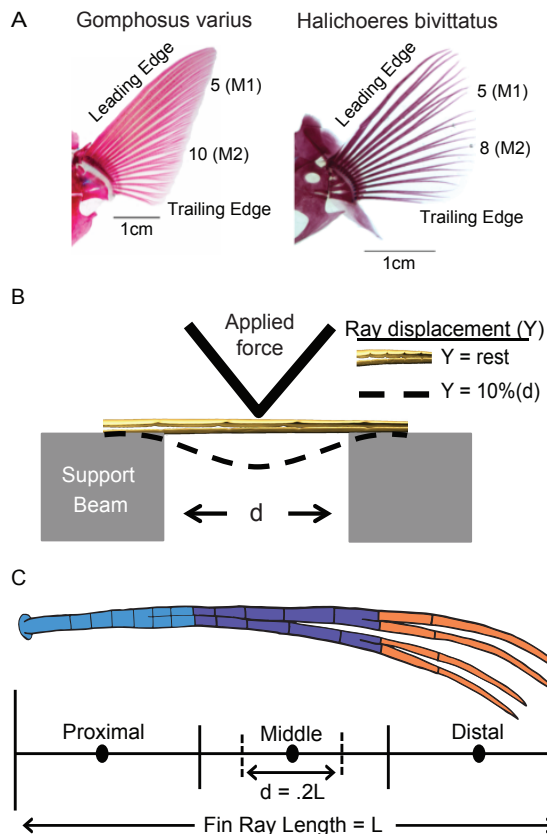 A
Gomphosus varius
Halichoeres bivittatus
Leading Edge
5 (M1)
10 (M2)
Trailing Edge
1cm
Leading Edge
5 (M1)
8 (M2)
Trailing Edge
1cm
B
Applied
force
Ray displacement (Y)
Y = rest
Y = 10%(d)
Support
Beam
d
C
Proximal
Middle
Distal
d = .2L
Fin Ray Length = L